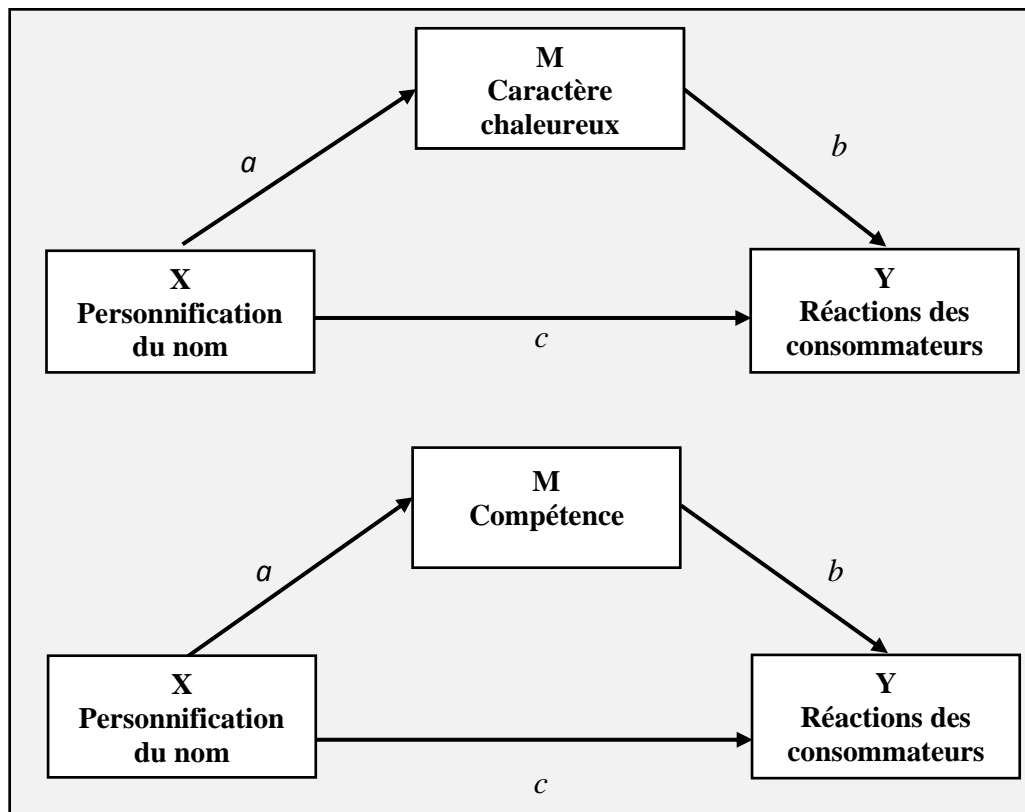 M
Caractère
chaleureux
a
b
X
Personnification
du nom
Y
Réactions des
consommateurs
c
M
Compétence
a
b
X
Personnification
du nom
Y
Réactions des
consommateurs
c